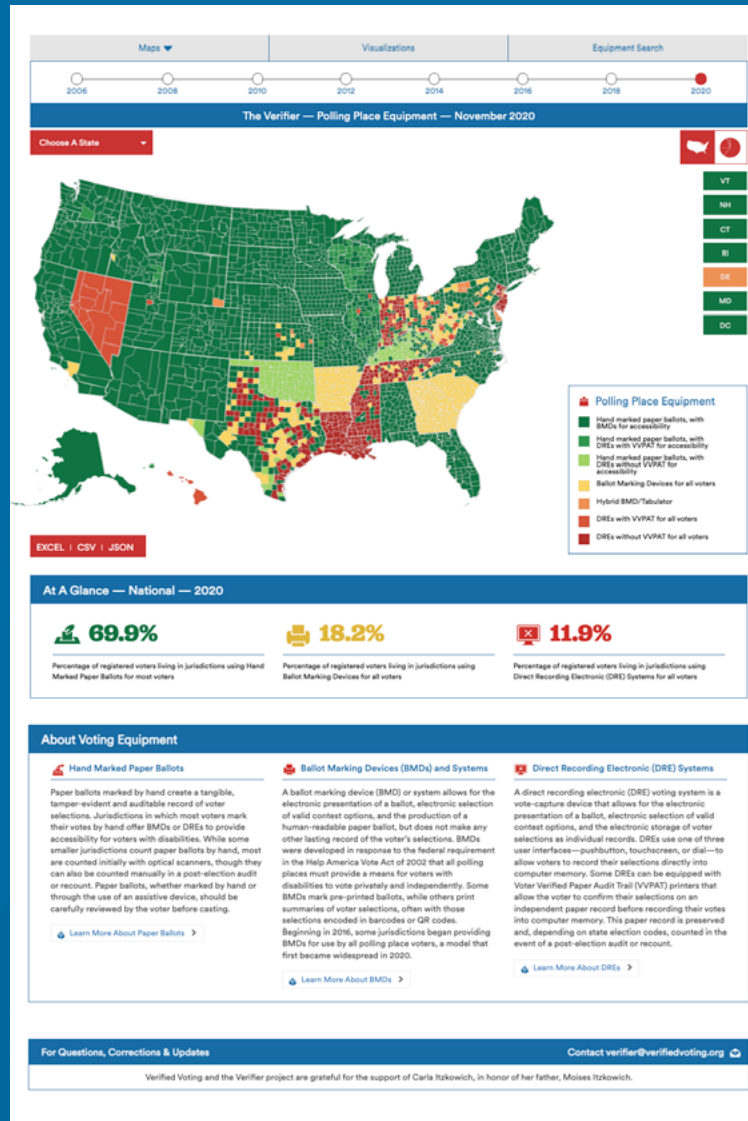 Maps
Visualizations
Equipment Search
2006
2008
2010
2012
2014
2016
2018
2020
The Verifier — Polling Place Equipment — November 2020
Choose A State
VT
NH
CT
RI
DE
MD
DC
Polling Place Equipment
Hand marked paper ballots, with
BMDs for accessibility
Hand marked paper ballots, with
DREs with VVPAT for accessibility
Hand marked paper ballots, with
DREs without VVPAT for
accessibility
Ballot Marking Devices for all voters
Hybrid BMD/Tabulator
DREs with VVPAT for all voters
DREs without VVPAT for all voters
EXCEL | CSV | JSON
At A Glance — National — 2020
69.9%
Percentage of registered voters living in jurisdictions using Hand
Marked Paper Ballots for most voters
18.2%
Percentage of registered voters living in jurisdictions using
Ballot Marking Devices for all voters
11.9%
Percentage of registered voters living in jurisdictions using
Direct Recording Electronic (DRE) Systems for all voters
About Voting Equipment
Hand Marked Paper Ballots
Paper ballots marked by hand create a tangible,
tamper-evident and auditable record of voter
selections. Jurisdictions in which most voters mark
their votes by hand offer BMDs or DREs to provide
accessibility for voters with disabilities. While some
smaller jurisdictions count paper ballots by hand, most
are counted initially with optical scanners, though they
can also be counted manually in a post-election audit
or recount. Paper ballots, whether marked by hand or
through the use of an assistive device, should be
carefully reviewed by the voter before casting.
Learn More About Paper Ballots >
Ballot Marking Devices (BMDs) and Systems
A ballot marking device (BMD) or system allows for the
electronic presentation of a ballot, electronic selection
of valid contest options, and the production of a
human-readable paper ballot, but does not make any
other lasting record of the voter's selections. BMDs
were developed in response to the federal requirement
in the Help America Vote Act of 2002 that all polling
places must provide a means for voters with
disabilities to vote privately and independently. Some
BMDs mark pre-printed ballots, while others print
summaries of voter selections, often with those
selections encoded in barcodes or QR codes.
Beginning in 2016, some jurisdictions began providing
BMDs for use by all polling place voters, a model that
first became widespread in 2020.
Learn More About BMDs >
Direct Recording Electronic (DRE) Systems
A direct recording electronic (DRE) voting system is a
vote-capture device that allows for the electronic
presentation of a ballot, electronic selection of valid
contest options, and the electronic storage of voter
selections as individual records. DREs use one of three
user interfaces—pushbutton, touchscreen, or dial—to
allow voters to record their selections directly into
computer memory. Some DREs can be equipped with
Voter Verified Paper Audit Trail (VVPAT) printers that
allow the voter to confirm their selections on an
independent paper record before recording their votes
into computer memory. This paper record is preserved
and, depending on state election codes, counted in the
event of a post-election audit or recount.
Learn More About DREs >
For Questions, Corrections & Updates
Contact verifier@verifiedvoting.org
Verified Voting and the Verifier project are grateful for the support of Carla Itzkowich, in honor of her father, Moises Itzkowich.